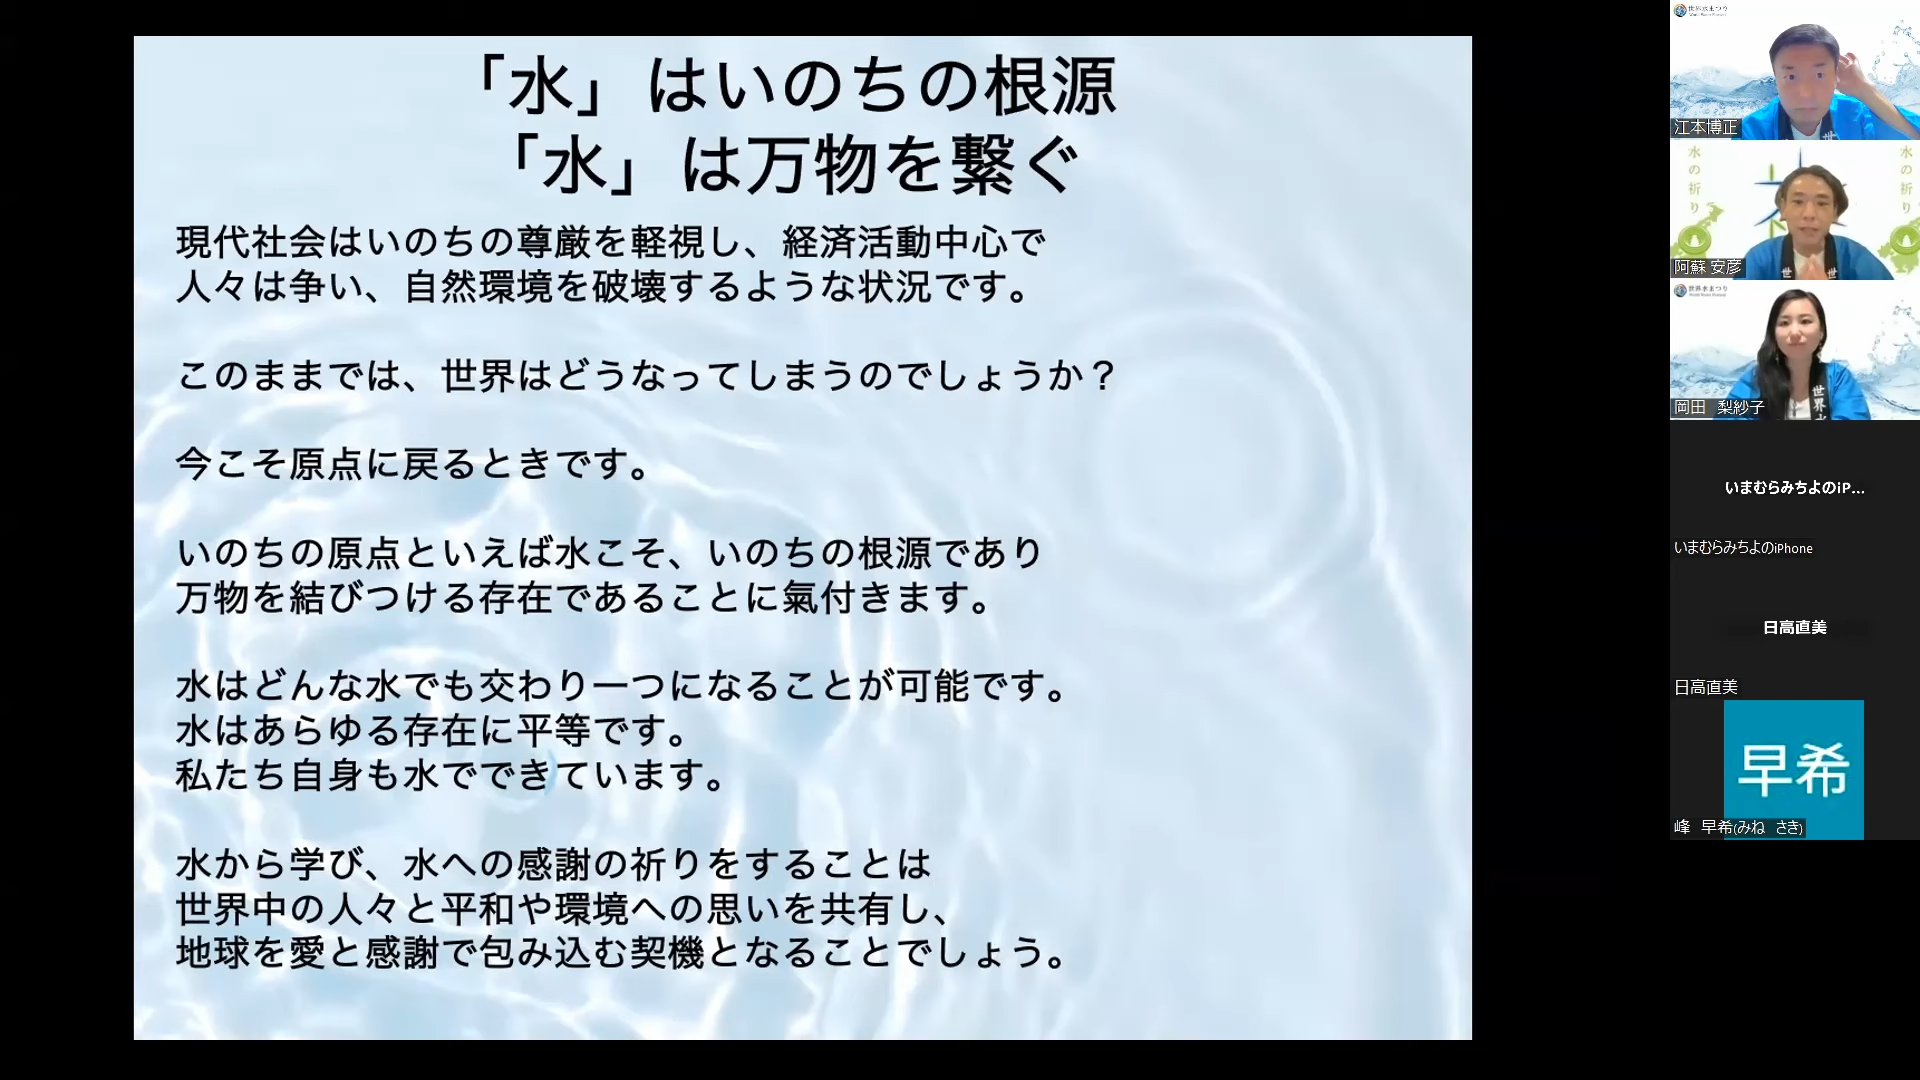 「水」はいのちの根源
「水」は万物を繋ぐ
現代社会はいのちの尊厳を軽視し、経済活動中心で
人々は争い、自然環境を破壊するような状況です。
このままでは、世界はどうなってしまうのでしょうか？
今こそ原点に戻るときです。
いのちの原点といえば水こそ、いのちの根源であり
万物を結びつける存在であることに氣付きます。
水はどんな水でも交わり一つになることが可能です。
水はあらゆる存在に平等です。
私たち自身も水でできています。
水から学び、水への感謝の祈りをすることは
世界中の人々と平和や環境への思いを共有し、
地球を愛と感謝で包み込む契機となることでしょう。
世界水まつり
江本博正
水の祈り
水の祈り
阿蘇 安彦
世界水まつり
世界水
岡田 梨紗子
いまむらみちよのiP...
いまむらみちよのiPhone
日高直美
日高直美
早希
峰 早希(みね さき)